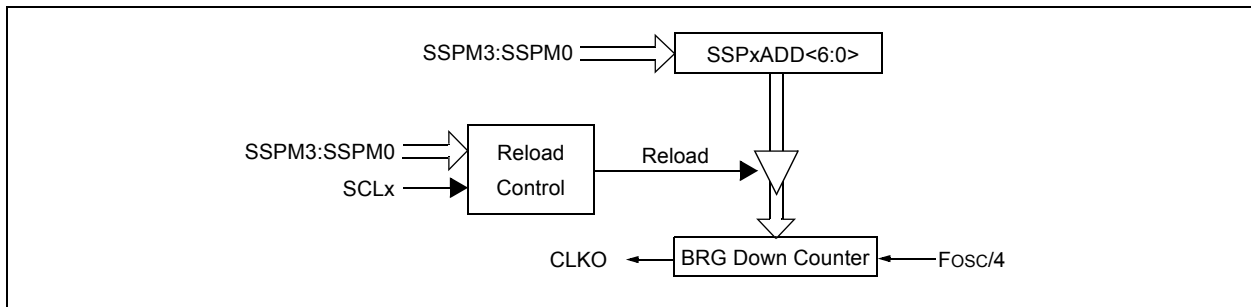 SSPM3:SSPM0
SSPxADD<6:0>
SSPM3:SSPM0
Reload
Control
Reload
SCLx
CLKO
BRG Down Counter
FOSC/4